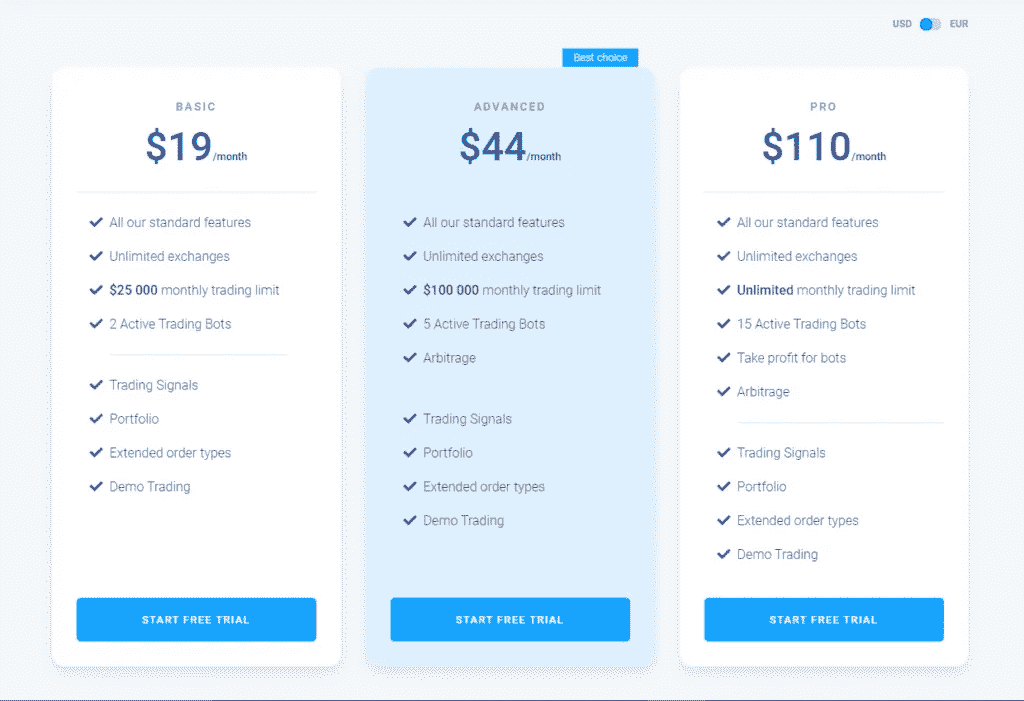 USD EUR
Best choice
BASIC
$19/month
All our standard features
Unlimited exchanges
$25 000 monthly trading limit
2 Active Trading Bots
Trading Signals
Portfolio
Extended order types
Demo Trading
START FREE TRIAL
ADVANCED
$44/month
All our standard features
Unlimited exchanges
$100 000 monthly trading limit
5 Active Trading Bots
Arbitrage
Trading Signals
Portfolio
Extended order types
Demo Trading
START FREE TRIAL
PRO
$110/month
All our standard features
Unlimited exchanges
Unlimited monthly trading limit
15 Active Trading Bots
Take profit for bots
Arbitrage
Trading Signals
Portfolio
Extended order types
Demo Trading
START FREE TRIAL